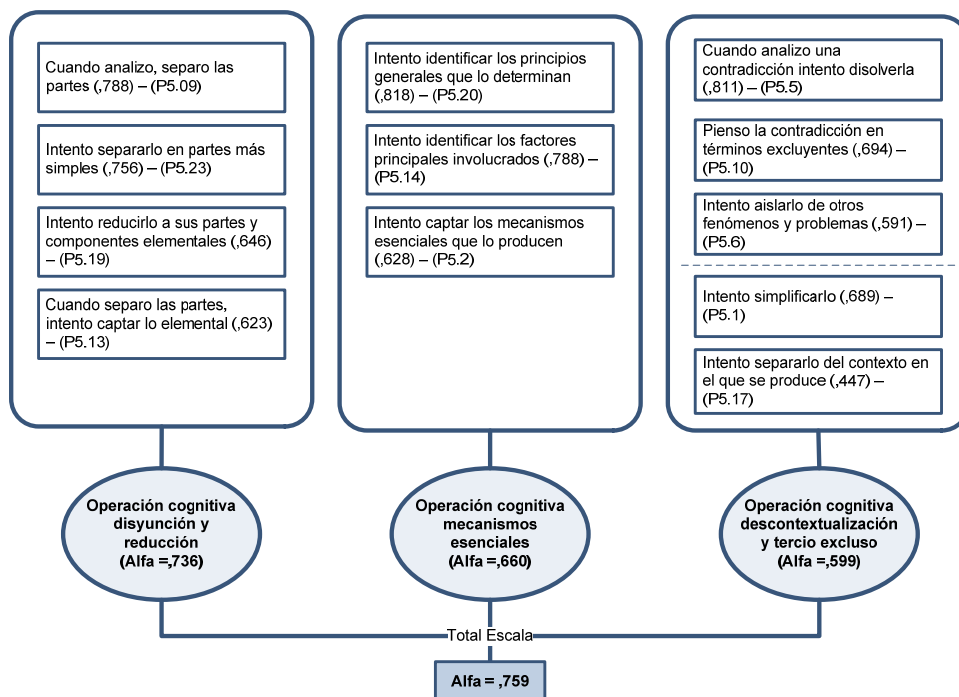 Cuando analizo, separo las
partes (,788) – (P5.09)
Intento separarlo en partes más
simples (,756) – (P5.23)
Intento reducirlo a sus partes y
componentes elementales (,646)
– (P5.19)
Cuando separo las partes,
intento captar lo elemental (,623)
– (P5.13)
Intento identificar los principios
generales que lo determinan
(,818) – (P5.20)
Intento identificar los factores
principales involucrados (,788) –
(P5.14)
Intento captar los mecanismos
esenciales que lo producen
(,628) – (P5.2)
Cuando analizo una
contradicción intento disolverla
(,811) – (P5.5)
Pienso la contradicción en
términos excluyentes (,694) –
(P5.10)
Intento aislarlo de otros
fenómenos y problemas (,591) –
(P5.6)
Intento simplificarlo (,689) –
(P5.1)
Intento separarlo del contexto en
el que se produce (,447) –
(P5.17)
Operación cognitiva
disyunción y
reducción
(Alfa =,736)
Operación cognitiva
mecanismos
esenciales
(Alfa =,660)
Operación cognitiva
descontextualización
y tercio excluso
(Alfa =,599)
Total Escala
Alfa = ,759